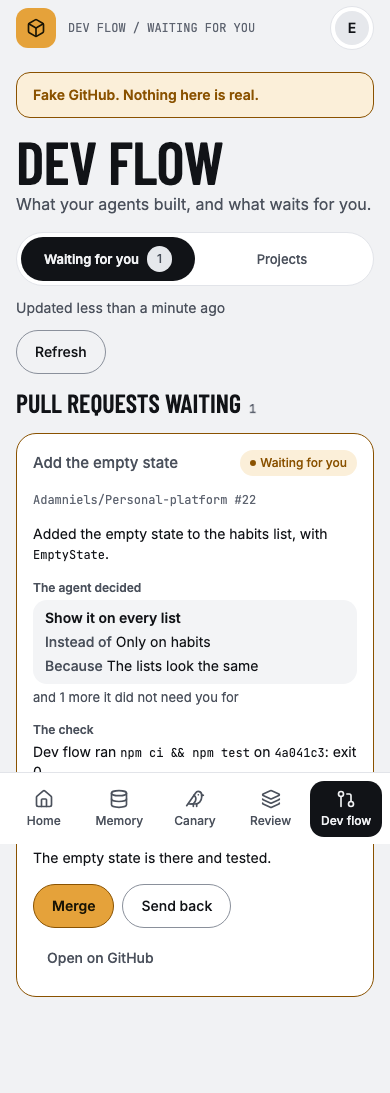 DEV FLOW / WAITING FOR YOU
E
Fake GitHub. Nothing here is real.
DEV FLOW
What your agents built, and what waits for you.
Waiting for you 1
Projects
Updated less than a minute ago
Refresh
PULL REQUESTS WAITING 1
Add the empty state
Waiting for you
Adamniels/Personal-platform #22
Added the empty state to the habits list, with
EmptyState.
The agent decided
Show it on every list
Instead of Only on habits
Because The lists look the same
and 1 more it did not need you for
The check
Dev flow ran npm ci && npm test on 4a041c3: exit
Home
Memory
Canary
Review
Dev flow
The empty state is there and tested.
Merge
Send back
Open on GitHub